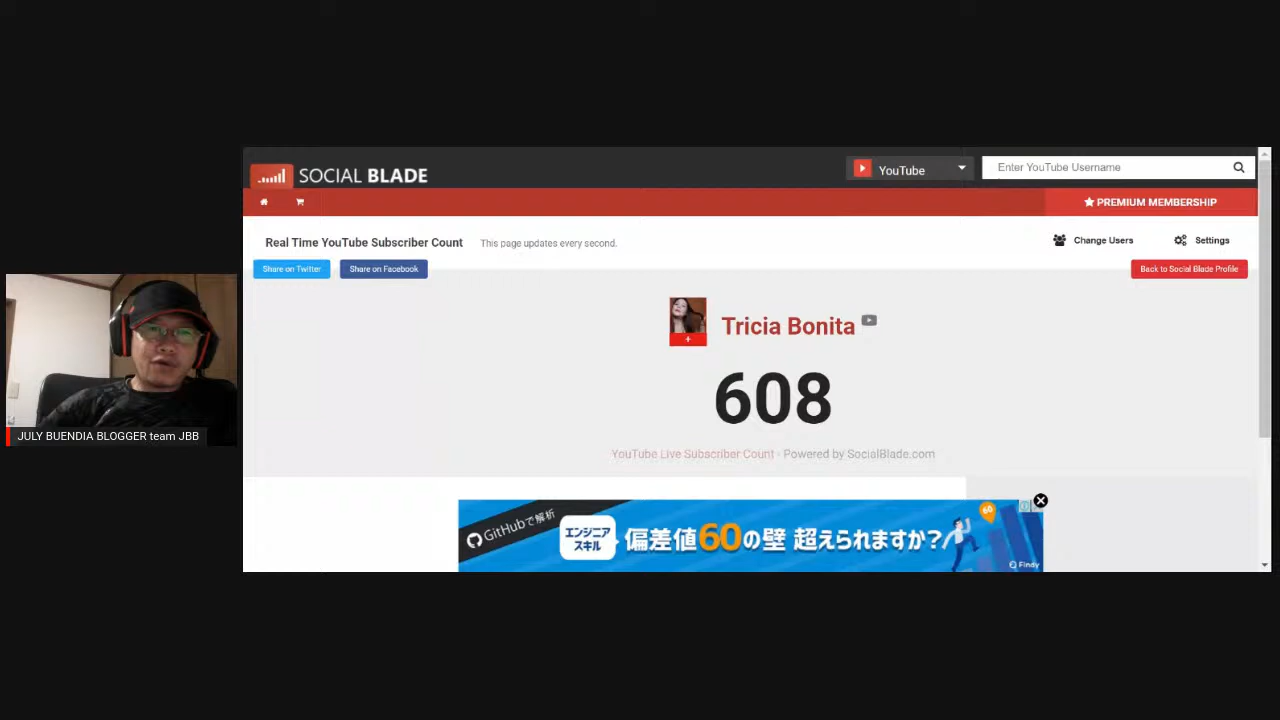 SOCIAL BLADE
YouTube
Enter YouTube Username
PREMIUM MEMBERSHIP
Real Time YouTube Subscriber Count
This page updates every second.
Change Users
Settings
Share on Twitter
Share on Facebook
Back to Social Blade Profile
Tricia Bonita
608
YouTube Live Subscriber Count - Powered by SocialBlade.com
JULY BUENDIA BLOGGER team JBB
GitHubで解析
エンジニア
スキル
偏差値60の壁 超えられますか?
60
Findy